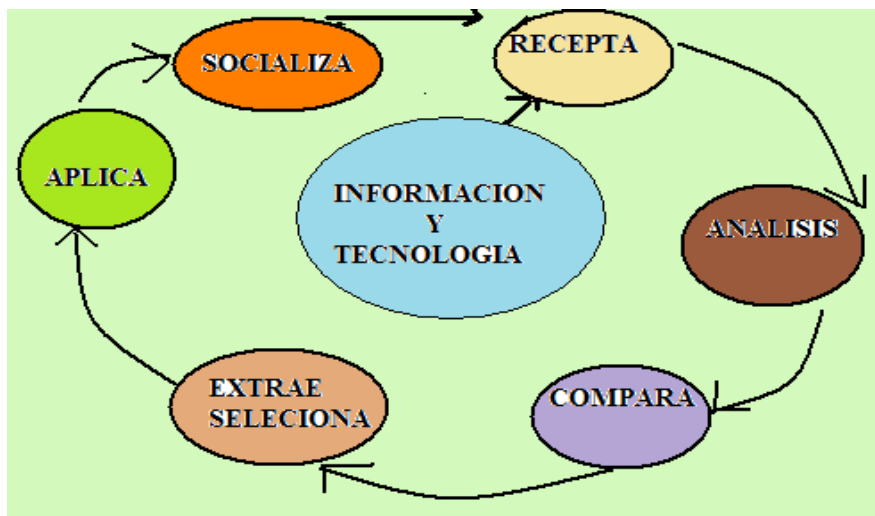 SOCIALIZA
RECEPTA
APLICA
INFORMACION
Y
TECNOLOGIA
ANALISIS
EXTRAE
SELECIONA
COMPARA